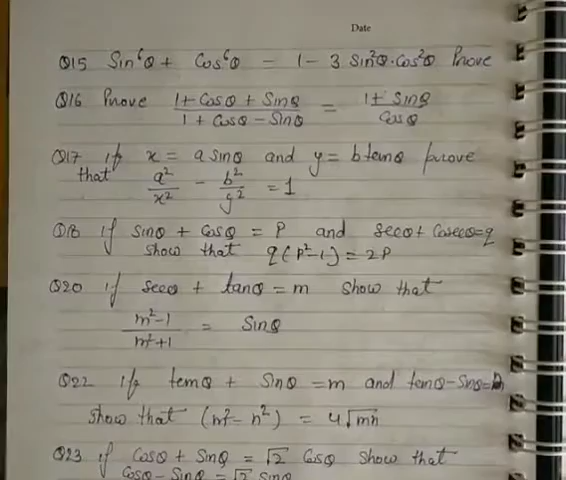 Date
Q15 Sin⁶θ + Cos⁶θ = 1 - 3 Sin²θ.Cos²θ Prove
Q16 Prove (1 + Cosθ + Sinθ)/(1 + Cosθ - Sinθ) = (1 + Sinθ)/Cosθ
Q17 if x = a sinθ and y = b tanθ prove
that a²/x² - b²/y² = 1
Q18 if sinθ + Cosθ = P and secθ + Cosecθ = q
show that q(P²-1) = 2P
Q20 if secθ + tanθ = m show that
(m²-1)/(m²+1) = Sinθ
Q22 if tanθ + Sinθ = m and tanθ - Sinθ = n
show that (m² - n²) = 4√mn
Q23 if Cosθ + Sinθ = √2 Cosθ show that
Cosθ - Sinθ = √2 Sinθ